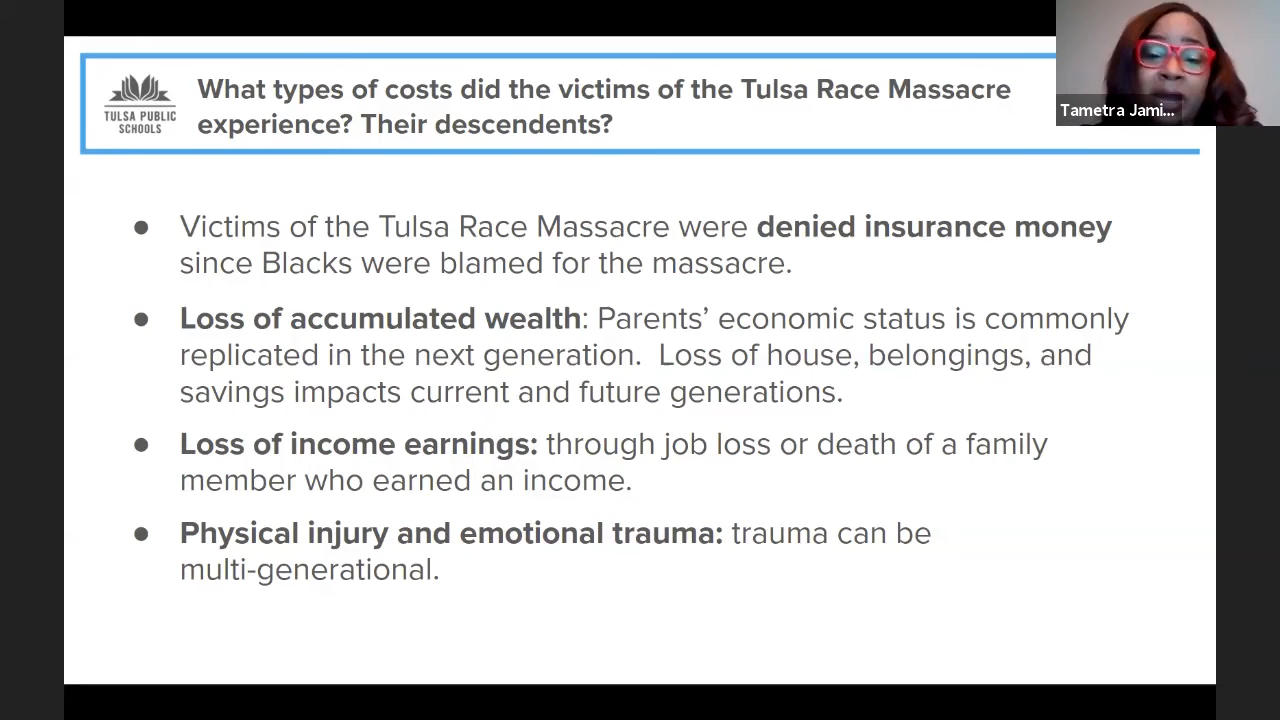 TULSA PUBLIC
SCHOOLS
What types of costs did the victims of the Tulsa Race Massacre
experience? Their descendents?
Tametra Jami...
● Victims of the Tulsa Race Massacre were denied insurance money
since Blacks were blamed for the massacre.
● Loss of accumulated wealth: Parents’ economic status is commonly
replicated in the next generation.  Loss of house, belongings, and
savings impacts current and future generations.
● Loss of income earnings: through job loss or death of a family
member who earned an income.
● Physical injury and emotional trauma: trauma can be
multi-generational.